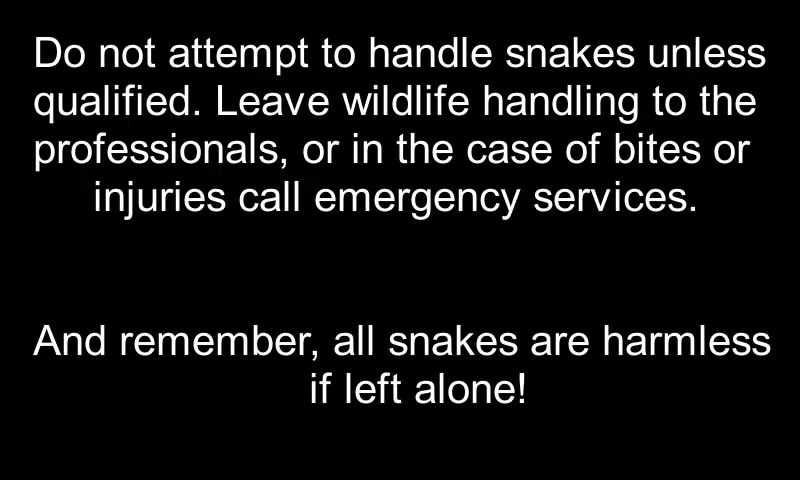 Do not attempt to handle snakes unless
qualified. Leave wildlife handling to the
professionals, or in the case of bites or
injuries call emergency services.
And remember, all snakes are harmless
if left alone!